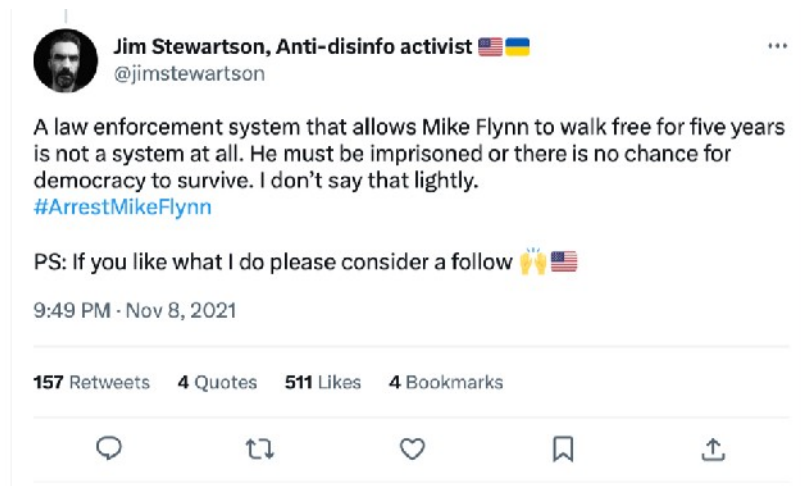 Jim Stewartson, Anti-disinfo activist 🇺🇸🇺🇦
@jimstewartson
A law enforcement system that allows Mike Flynn to walk free for five years
is not a system at all. He must be imprisoned or there is no chance for
democracy to survive. I don’t say that lightly.
#ArrestMikeFlynn
PS: If you like what I do please consider a follow 🙌🇺🇸
9:49 PM · Nov 8, 2021
157 Retweets 4 Quotes 511 Likes 4 Bookmarks